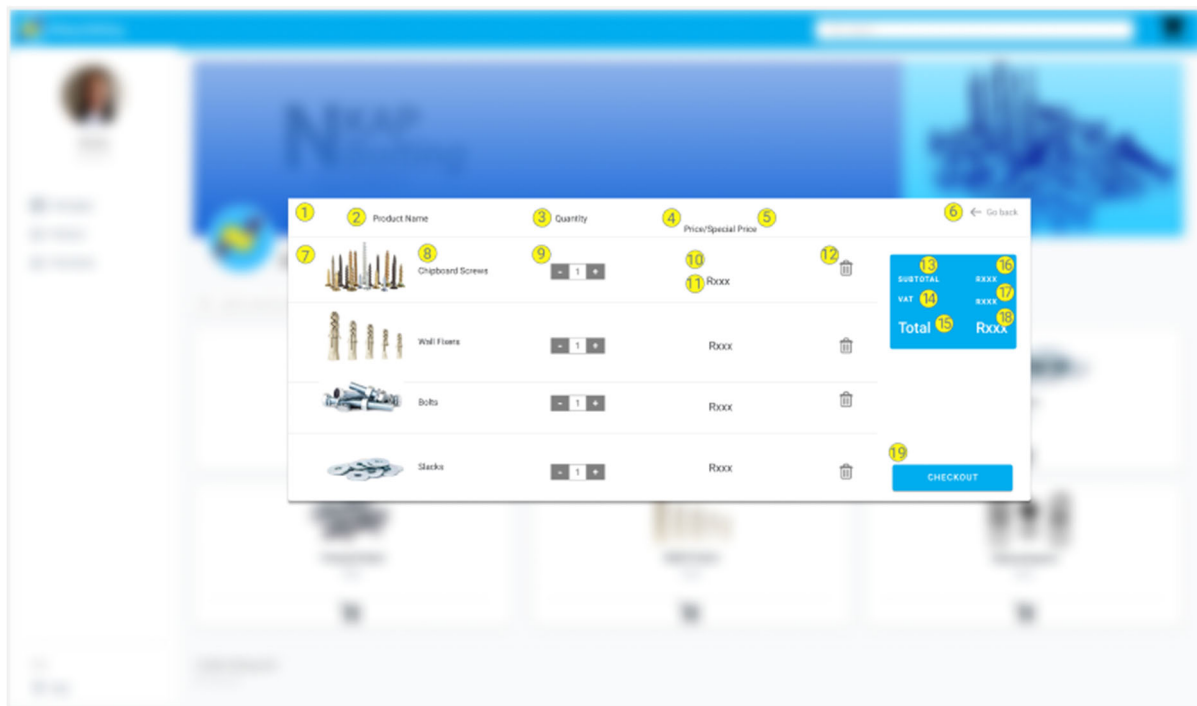 1
2 Product Name
3 Quantity
4 Price/Special Price 5
6 Go back
7
8 Chipboard Screws
9 - 1 +
10
11 Rxxx
12
13 SUBTOTAL
16 RXXX
VAT 14
17 RXXX
Total 15
18 Rxxx
Wall Fixers
- 1 +
Rxxx
Bolts
- 1 +
Rxxx
Slacks
- 1 +
Rxxx
19
CHECKOUT
N KAP